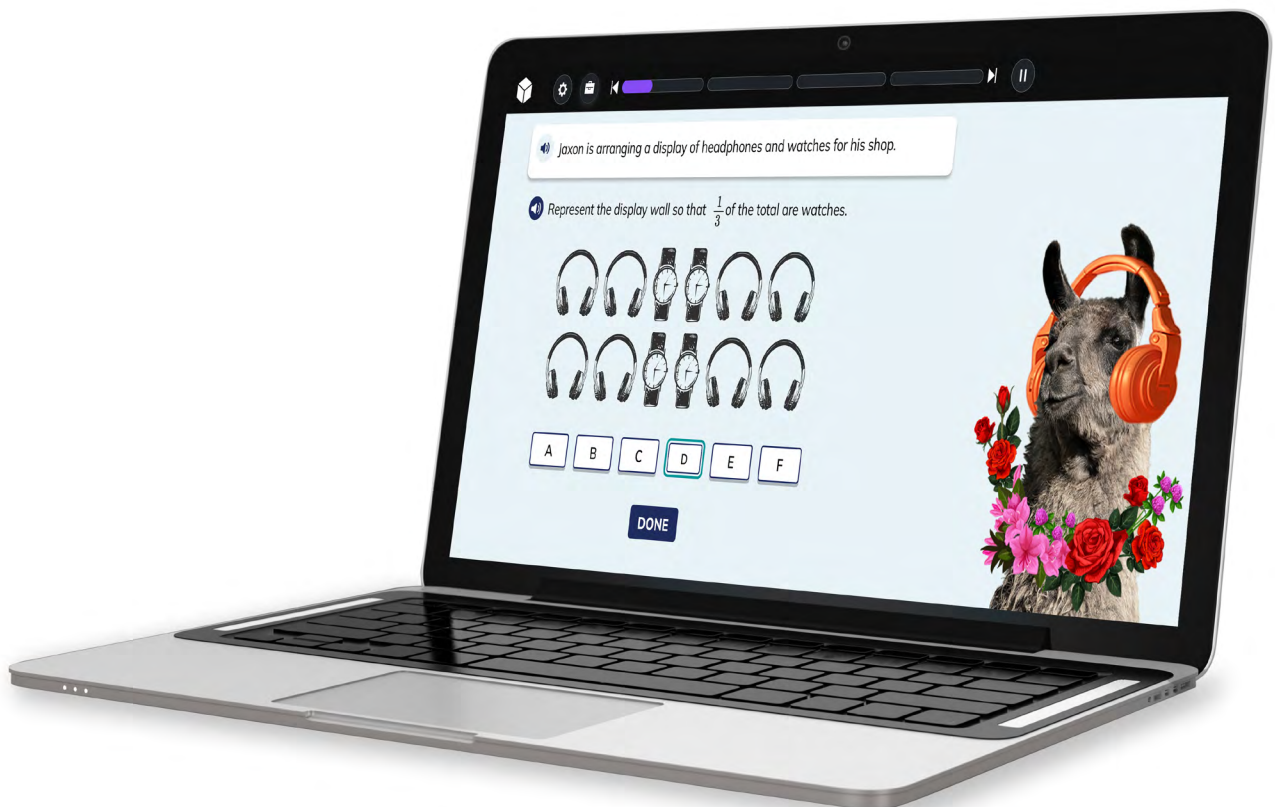 Jaxon is arranging a display of headphones and watches for his shop.
Represent the display wall so that 1/3 of the total are watches.
A B C D E F
DONE